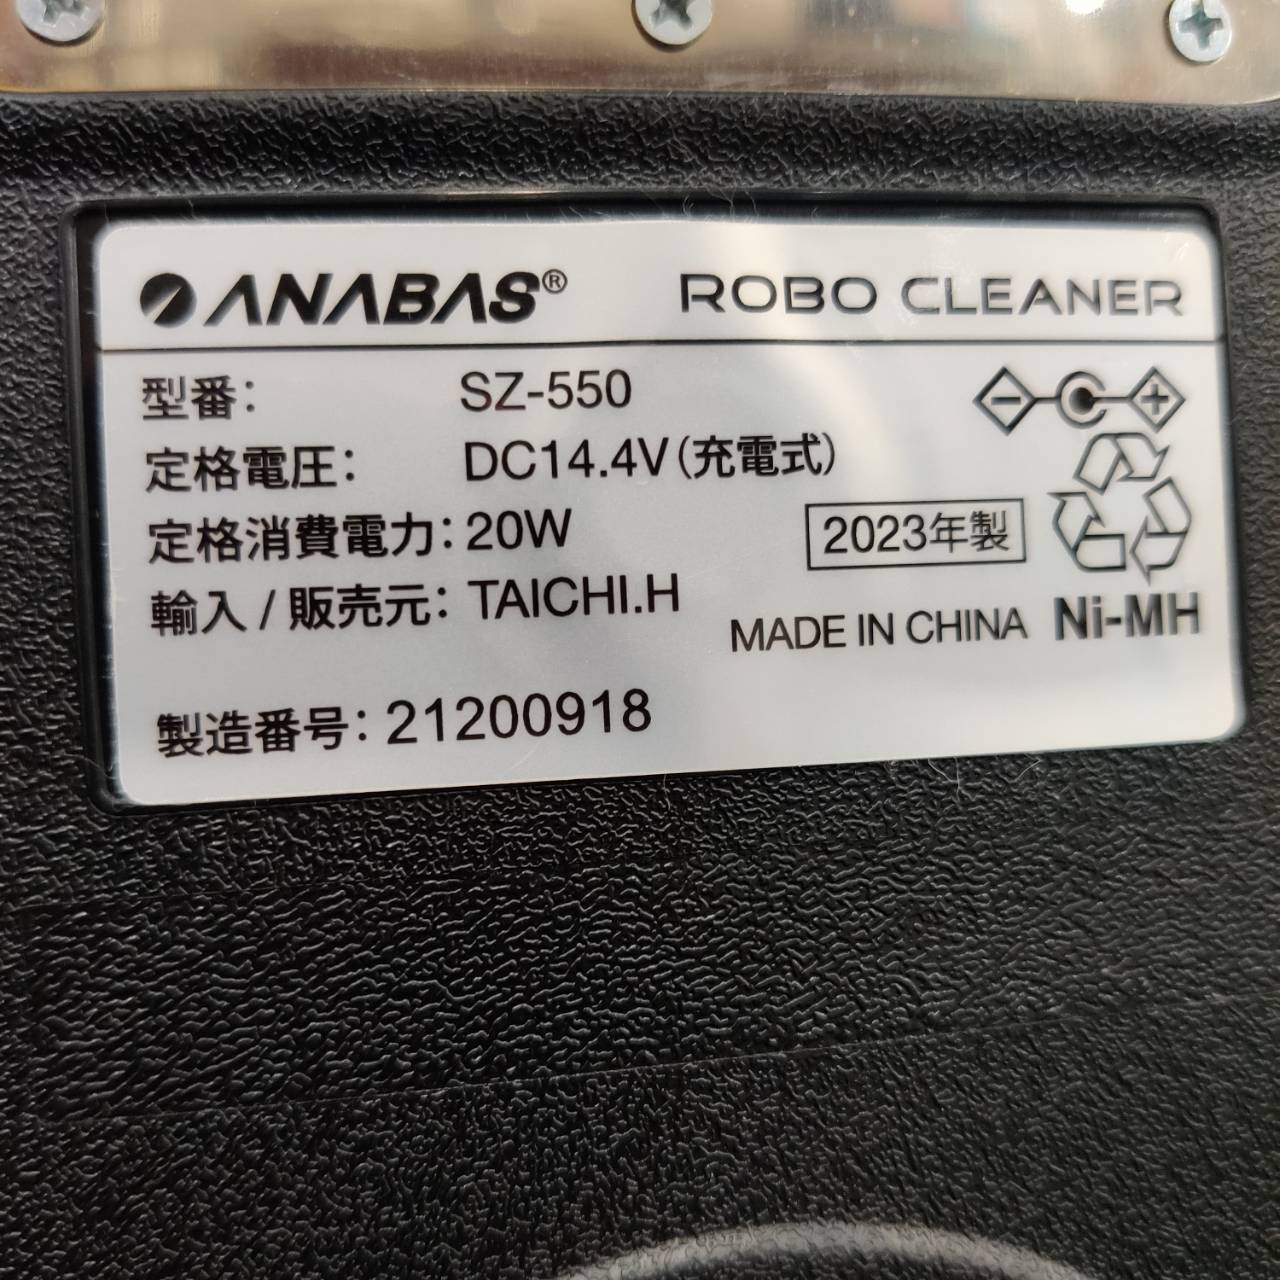 ANABAS® ROBO CLEANER
型番: SZ-550
定格電圧: DC14.4V(充電式)
定格消費電力: 20W
2023年製
輸入 / 販売元: TAICHI.H
MADE IN CHINA Ni-MH
製造番号: 21200918